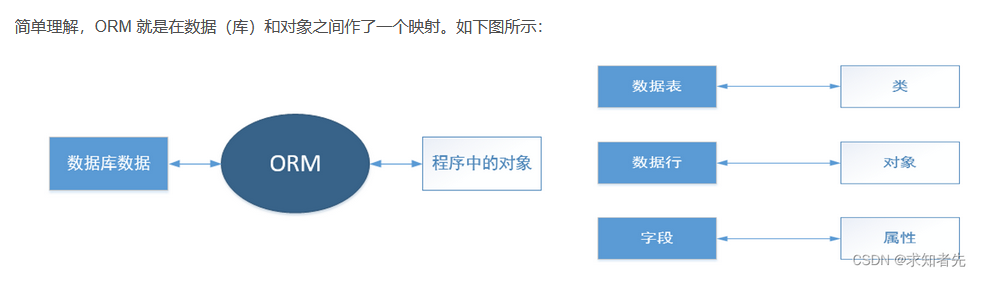 简单理解，ORM 就是在数据（库）和对象之间作了一个映射。如下图所示：
数据库数据
ORM
程序中的对象
数据表
类
数据行
对象
字段
属性
CSDN @求知者先